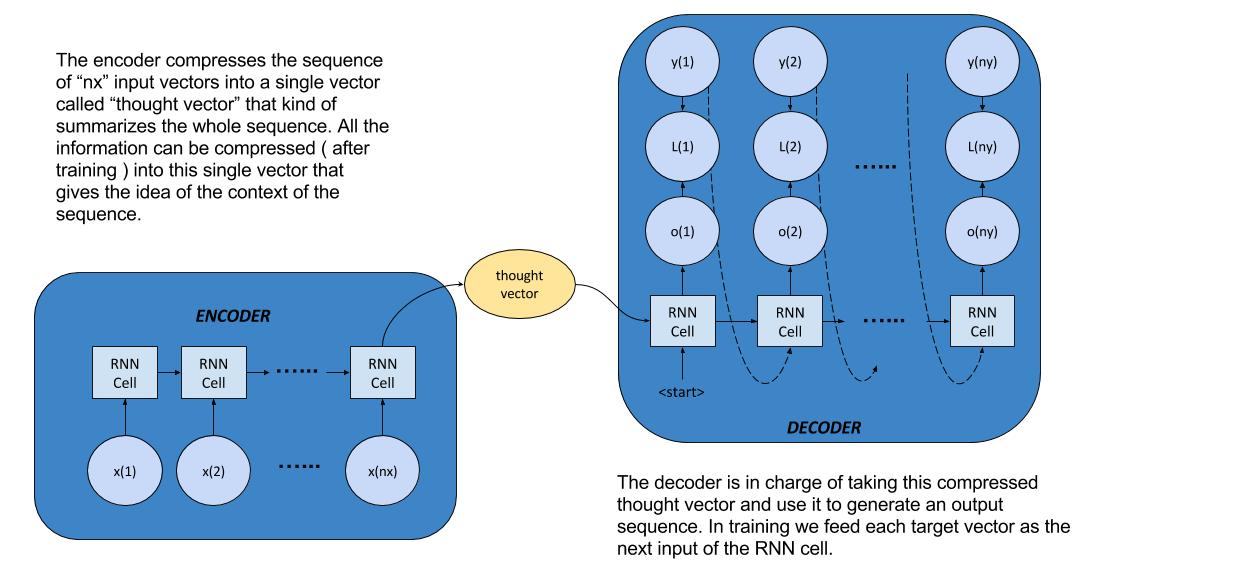 The encoder compresses the sequence
of “nx” input vectors into a single vector
called “thought vector” that kind of
summarizes the whole sequence. All the
information can be compressed ( after
training ) into this single vector that
gives the idea of the context of the
sequence.
ENCODER
RNN
Cell
RNN
Cell
......
RNN
Cell
x(1)
x(2)
......
x(nx)
thought
vector
y(1)
y(2)
y(ny)
L(1)
L(2)
......
L(ny)
o(1)
o(2)
o(ny)
RNN
Cell
RNN
Cell
......
RNN
Cell
<start>
DECODER
The decoder is in charge of taking this compressed
thought vector and use it to generate an output
sequence. In training we feed each target vector as the
next input of the RNN cell.